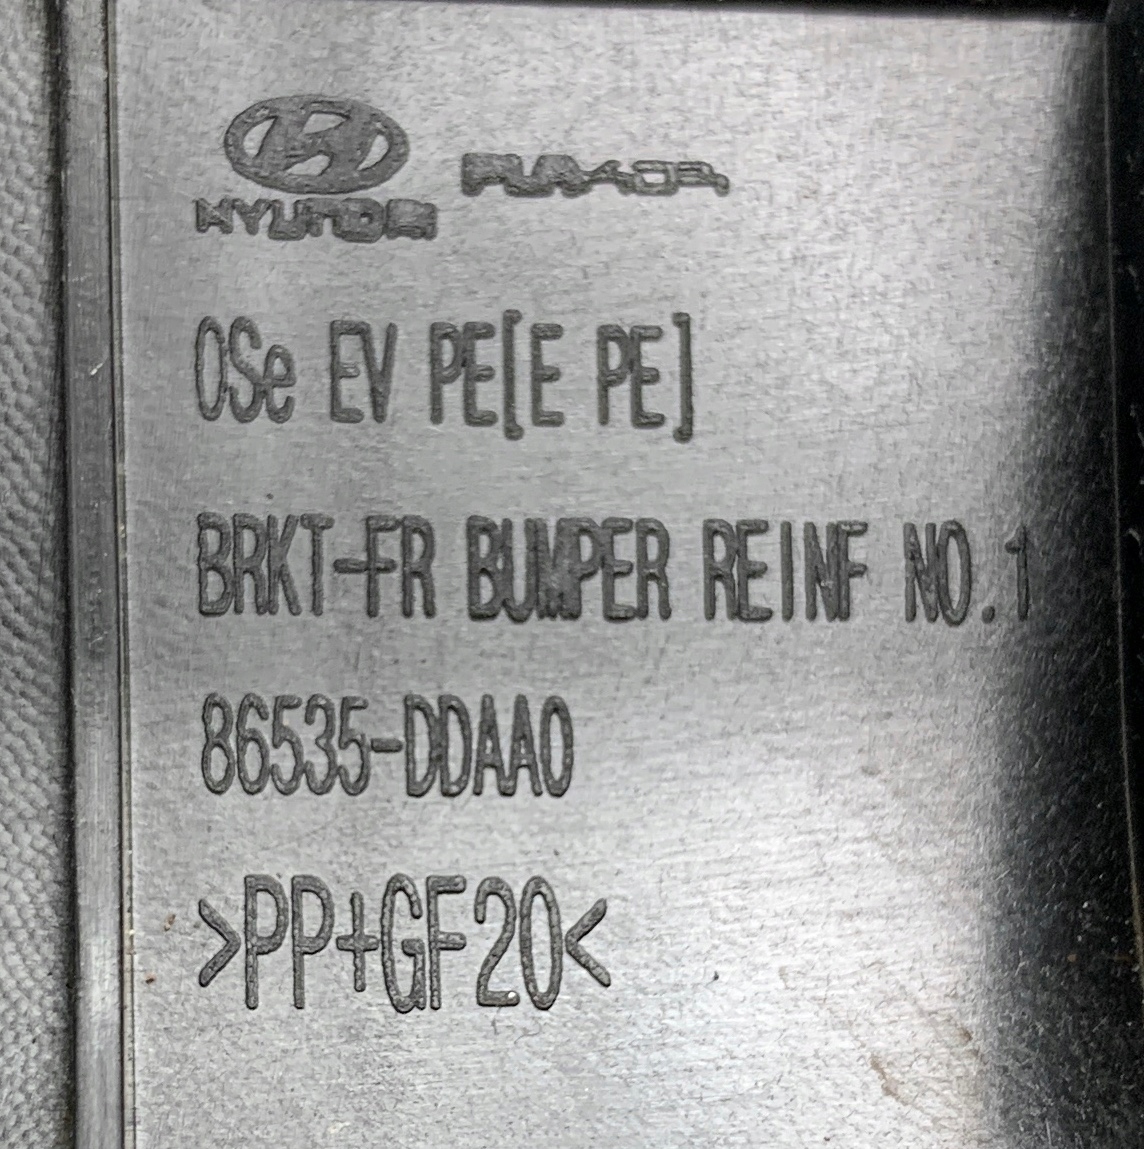 HYUNDAI
OSe EV PE[E PE]
BRKT-FR BUMPER REINF NO.1
86535-DDAA0
>PP+GF20<